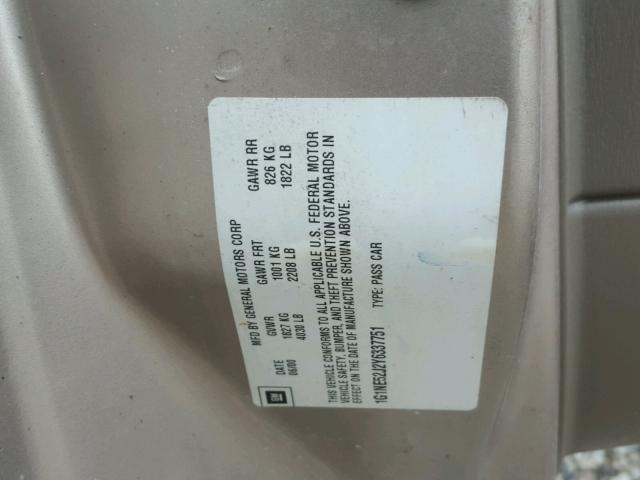 GM
MFD BY GENERAL MOTORS CORP
DATE GVWR GAWR FRT GAWR RR
06/00 1827 KG 1001 KG 826 KG
4030 LB 2208 LB 1822 LB
THIS VEHICLE CONFORMS TO ALL APPLICABLE U.S. FEDERAL MOTOR
VEHICLE SAFETY, BUMPER, AND THEFT PREVENTION STANDARDS IN
EFFECT ON THE DATE OF MANUFACTURE SHOWN ABOVE.
1G1NE52J2Y6337751 TYPE: PASS CAR